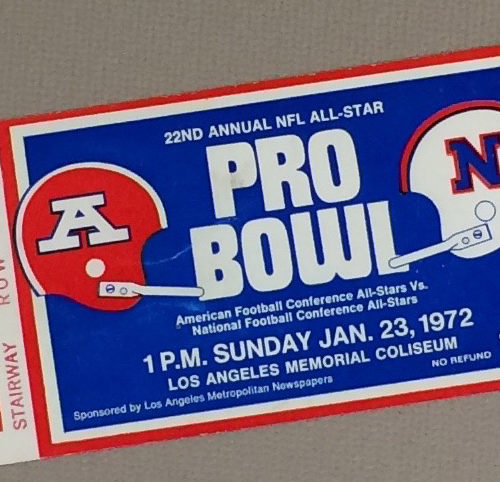 22ND ANNUAL NFL ALL-STAR
PRO
BOWL
A
N
American Football Conference All-Stars Vs.
National Football Conference All-Stars
1 P.M. SUNDAY JAN. 23, 1972
LOS ANGELES MEMORIAL COLISEUM
NO REFUND
Sponsored by Los Angeles Metropolitan Newspapers
STAIRWAY
ROW